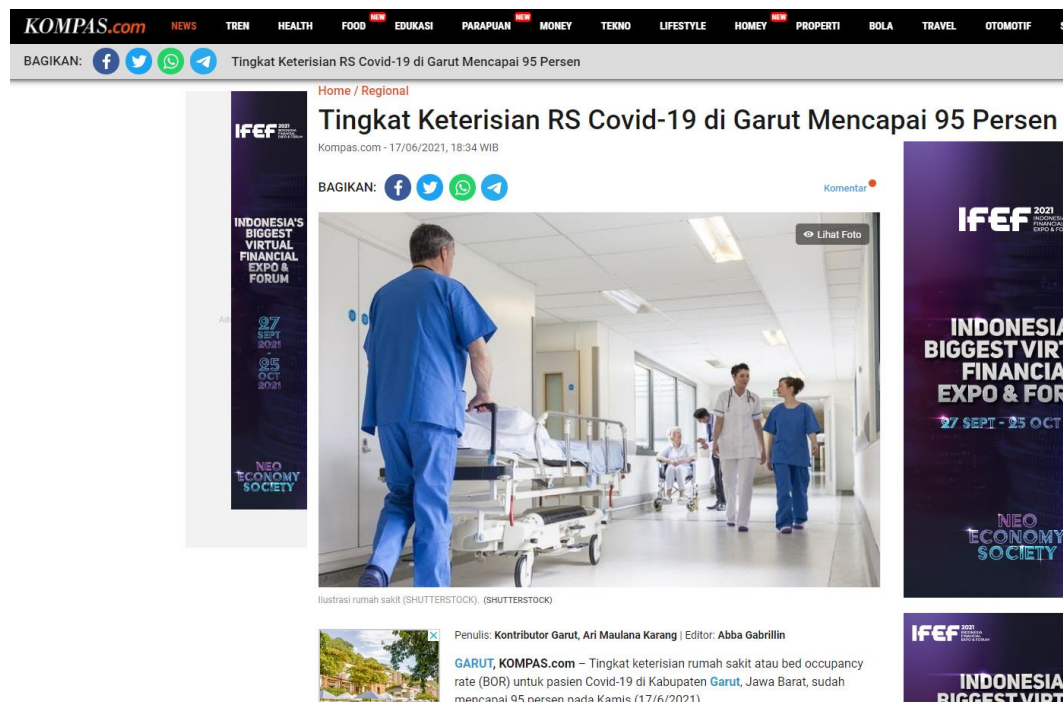 KOMPAS.com NEWS TREN HEALTH FOOD NEW EDUKASI PARAPUAN NEW MONEY TEKNO LIFESTYLE HOMEY NEW PROPERTI BOLA TRAVEL OTOMOTIF
BAGIKAN: Tingkat Keterisian RS Covid-19 di Garut Mencapai 95 Persen
Home / Regional
Tingkat Keterisian RS Covid-19 di Garut Mencapai 95 Persen
Kompas.com - 17/06/2021, 18:34 WIB
BAGIKAN:
Komentar
Lihat Foto
IFEF 2021
INDONESIA'S
BIGGEST
VIRTUAL
FINANCIAL
EXPO &
FORUM
27
SEPT
2021
-
25
OCT
2021
NEO
ECONOMY
SOCIETY
Ilustrasi rumah sakit (SHUTTERSTOCK). (SHUTTERSTOCK)
Penulis: Kontributor Garut, Ari Maulana Karang | Editor: Abba Gabrillin
GARUT, KOMPAS.com – Tingkat keterisian rumah sakit atau bed occupancy
rate (BOR) untuk pasien Covid-19 di Kabupaten Garut, Jawa Barat, sudah
mencapai 95 persen pada Kamis (17/6/2021).
IFEF 2021
INDONESIA
BIGGEST VIRT
FINANCIA
EXPO & FOR
27 SEPT - 25 OCT
NEO
ECONOMY
SOCIETY
IFEF 2021
INDONESIA
BIGGEST VIRT